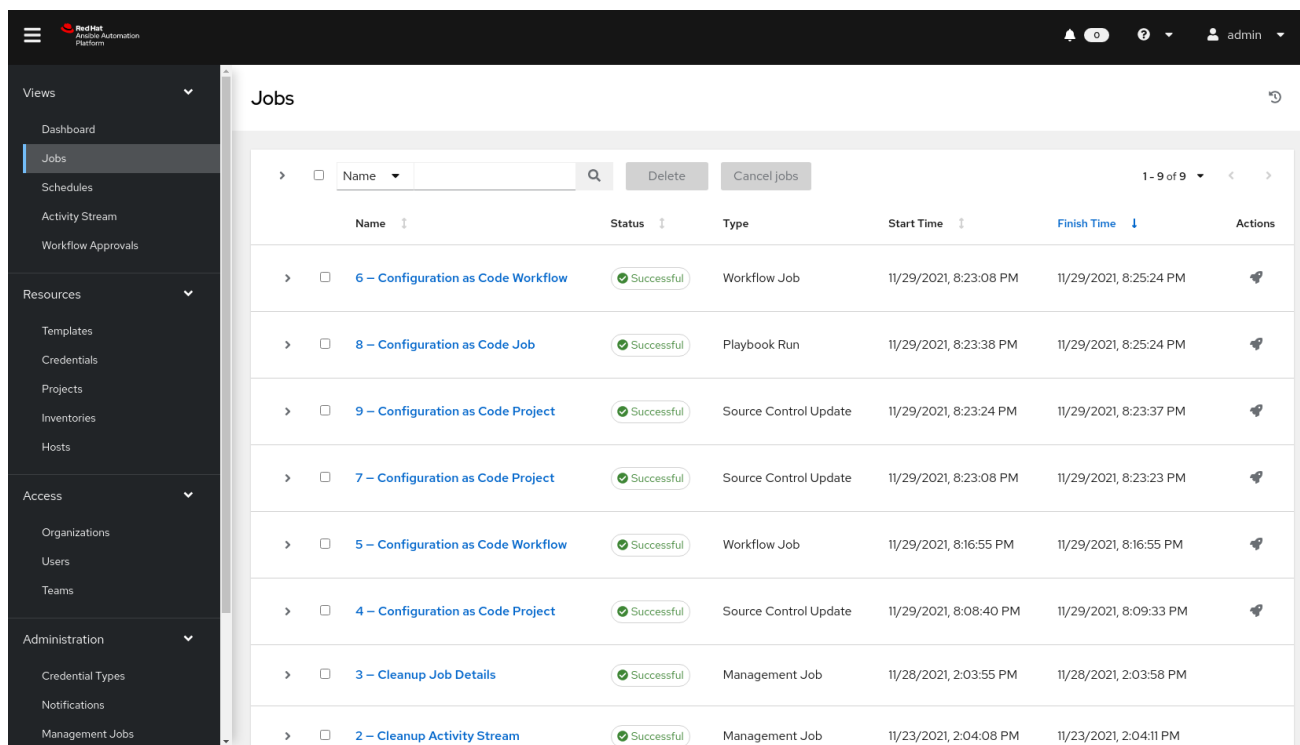 Red Hat
Ansible Automation
Platform
0
admin
Views
Dashboard
Jobs
Schedules
Activity Stream
Workflow Approvals
Resources
Templates
Credentials
Projects
Inventories
Hosts
Access
Organizations
Users
Teams
Administration
Credential Types
Notifications
Management Jobs
Jobs
Name Delete Cancel jobs 1 - 9 of 9
Name Status Type Start Time Finish Time Actions
6 — Configuration as Code Workflow Successful Workflow Job 11/29/2021, 8:23:08 PM 11/29/2021, 8:25:24 PM
8 — Configuration as Code Job Successful Playbook Run 11/29/2021, 8:23:38 PM 11/29/2021, 8:25:24 PM
9 — Configuration as Code Project Successful Source Control Update 11/29/2021, 8:23:24 PM 11/29/2021, 8:23:37 PM
7 — Configuration as Code Project Successful Source Control Update 11/29/2021, 8:23:08 PM 11/29/2021, 8:23:23 PM
5 — Configuration as Code Workflow Successful Workflow Job 11/29/2021, 8:16:55 PM 11/29/2021, 8:16:55 PM
4 — Configuration as Code Project Successful Source Control Update 11/29/2021, 8:08:40 PM 11/29/2021, 8:09:33 PM
3 — Cleanup Job Details Successful Management Job 11/28/2021, 2:03:55 PM 11/28/2021, 2:03:58 PM
2 — Cleanup Activity Stream Successful Management Job 11/23/2021, 2:04:08 PM 11/23/2021, 2:04:11 PM